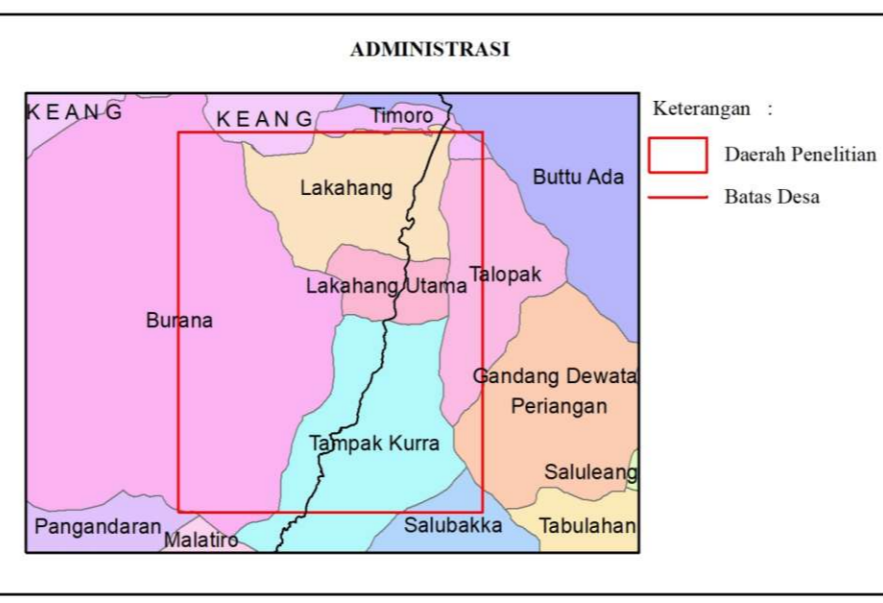 ADMINISTRASI
KEANG
KEANG
Timoro
Keterangan :
Daerah Penelitian
Batas Desa
Lakahang
Buttu Ada
Lakahang Utama
Talopak
Burana
Gandang Dewata
Periangan
Tampak Kurra
Saluleang
Pangandaran
Malatiro
Salubakka
Tabulahan